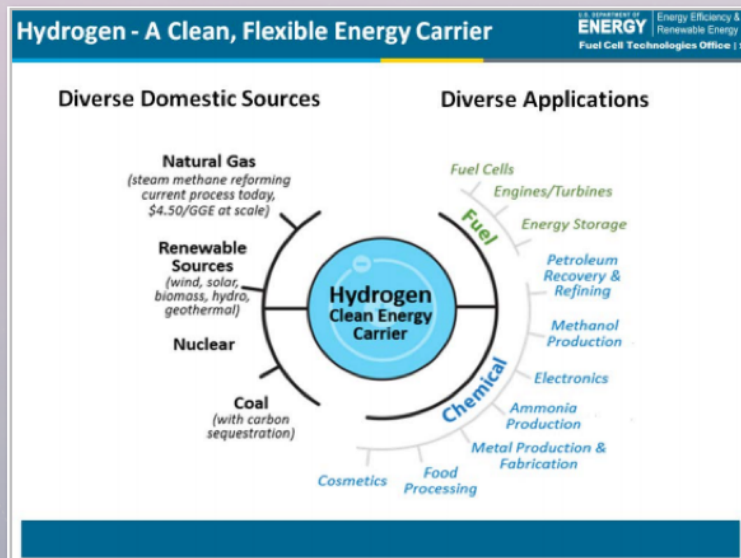 Hydrogen - A Clean, Flexible Energy Carrier
U.S. DEPARTMENT OF
ENERGY
Energy Efficiency &
Renewable Energy
Fuel Cell Technologies Office |
Diverse Domestic Sources
Diverse Applications
Natural Gas
(steam methane reforming
current process today,
$4.50/GGE at scale)
Renewable
Sources
(wind, solar,
biomass, hydro,
geothermal)
Nuclear
Coal
(with carbon
sequestration)
Hydrogen
Clean Energy
Carrier
Fuel
Fuel Cells
Engines/Turbines
Energy Storage
Chemical
Petroleum
Recovery &
Refining
Methanol
Production
Electronics
Ammonia
Production
Metal Production &
Fabrication
Food
Processing
Cosmetics